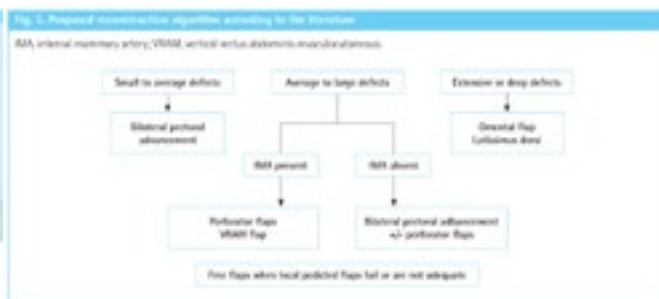 Fig. 5. Proposed reconstructive algorithm according to the literature
IMA, internal mammary artery; VRAM, vertical rectus abdominis musculocutaneous.
Small to average defects
Average to large defects
Extensive or deep defects
Bilateral pectoral
advancement
Omental flap
Latissimus dorsi
IMA present
IMA absent
Perforator flaps
VRAM flap
Bilateral pectoral advancement
+/- perforator flaps
Free flaps when local pedicled flaps fail or are not adequate